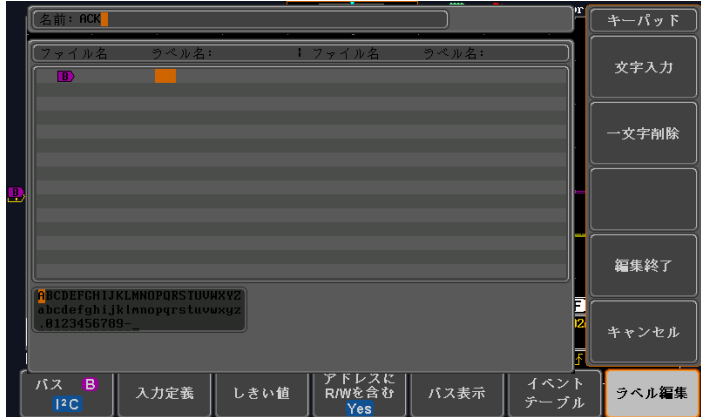 名前: ACK
キーパッド
ファイル名 ラベル名: | ファイル名 ラベル名:
文字入力
B
一文字削除
B
編集終了
ABCDEFGHIJKLMNOPQRSTUVWXYZ
abcdefghijklmnopqrstuvwxyz
.0123456789-_
キャンセル
バス B
I²C
入力定義
しきい値
アドレスに
R/Wを含む
Yes
バス表示
イベント
テーブル
ラベル編集